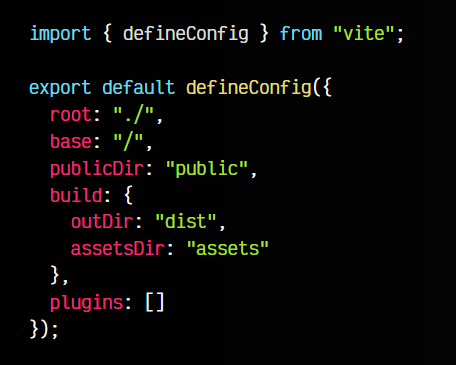 import { defineConfig } from "vite";

export default defineConfig({
  root: "./",
  base: "/",
  publicDir: "public",
  build: {
    outDir: "dist",
    assetsDir: "assets"
  },
  plugins: []
});